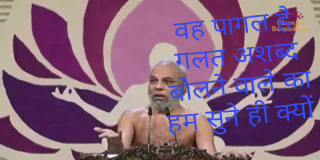 वह पागल है
गलत अशब्द
बोलने वाले का
हम सुने ही क्यों